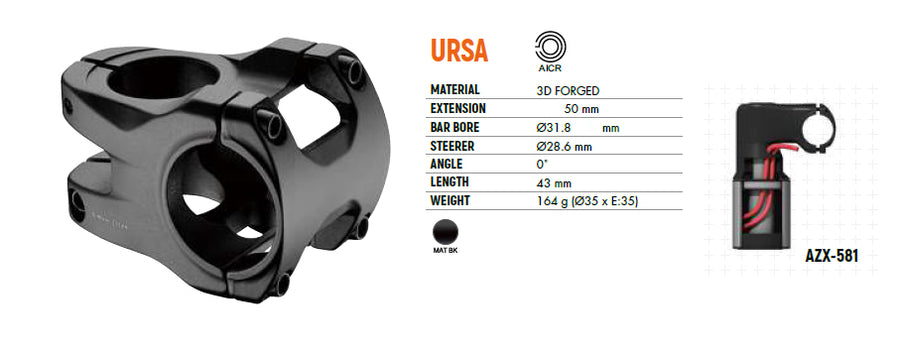 URSA
AICR
MATERIAL 3D FORGED
EXTENSION 50 mm
BAR BORE Ø31.8 mm
STEERER Ø28.6 mm
ANGLE 0°
LENGTH 43 mm
WEIGHT 164 g (Ø35 x E:35)
MAT BK
AZX-581